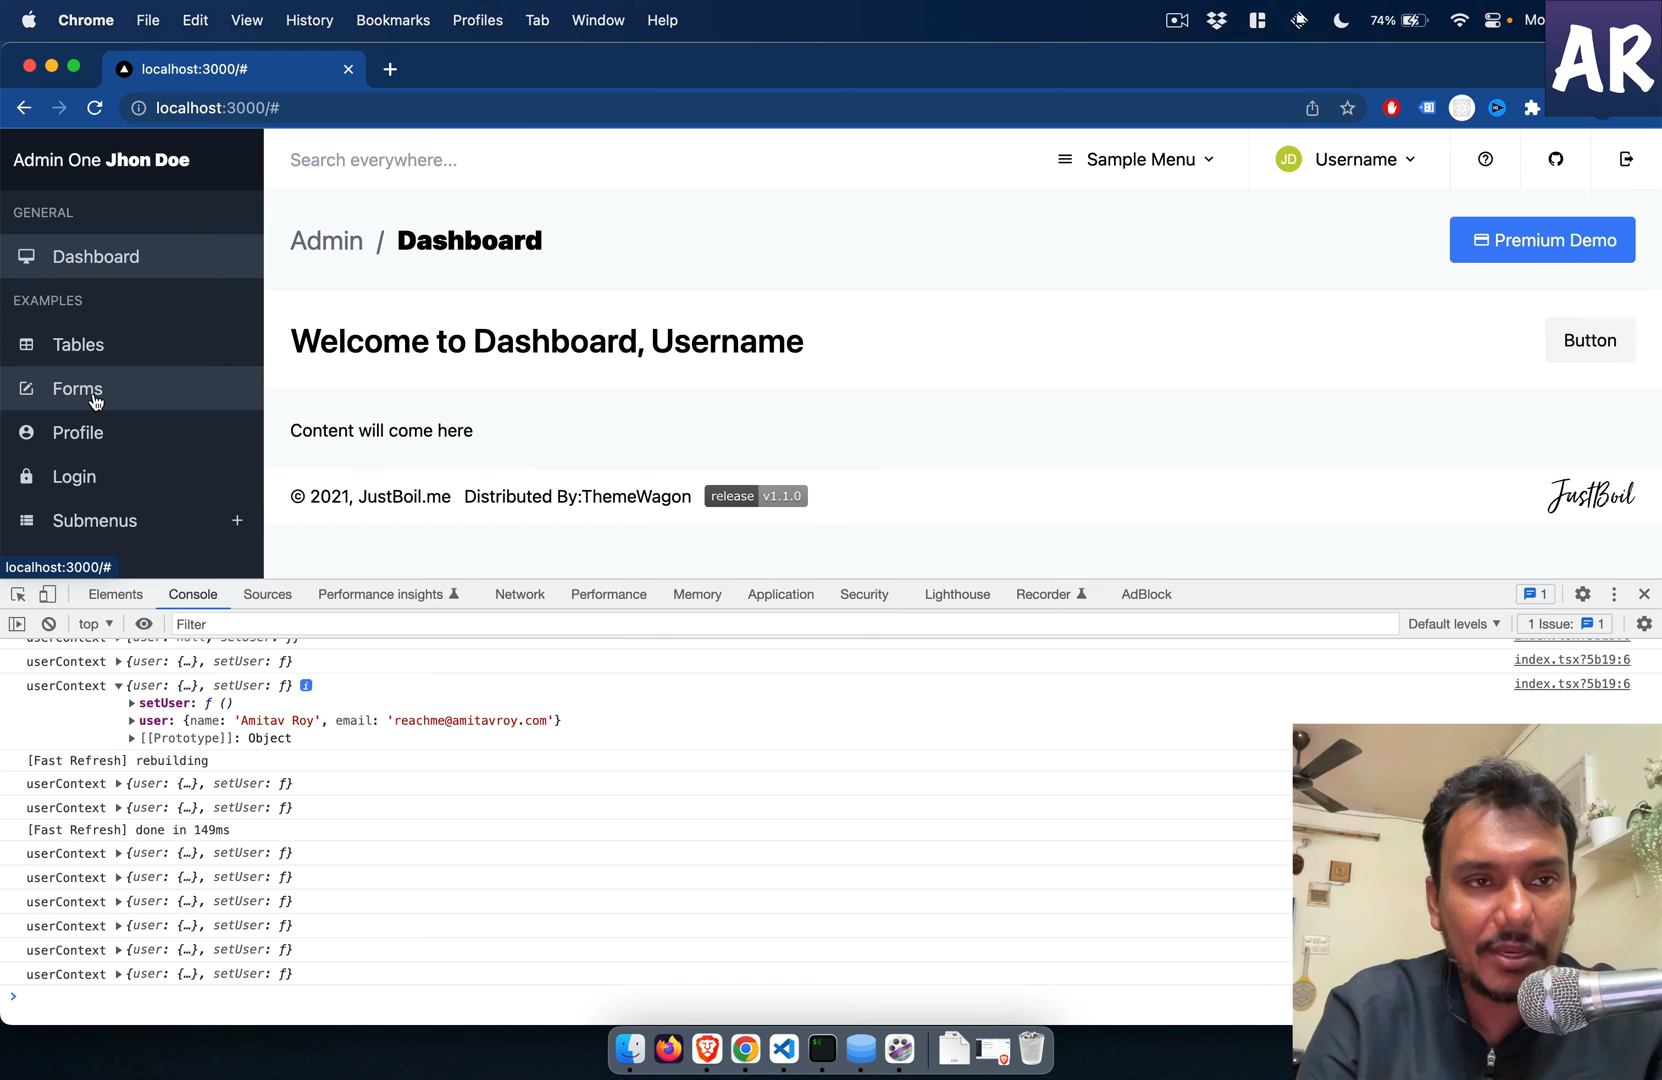 Chrome File Edit View History Bookmarks Profiles Tab Window Help 74% Mo
AR
localhost:3000/#
localhost:3000/#
Admin One Jhon Doe
Search everywhere...
Sample Menu
JD Username
GENERAL
Dashboard
EXAMPLES
Tables
Forms
Profile
Login
Submenus +
localhost:3000/#
Admin / Dashboard
Premium Demo
Welcome to Dashboard, Username
Button
Content will come here
© 2021, JustBoil.me Distributed By:ThemeWagon release v1.1.0
JustBoil
Elements Console Sources Performance insights Network Performance Memory Application Security Lighthouse Recorder AdBlock 1
top Filter Default levels 1 Issue: 1
userContext {user: null, setUser: ƒ}
userContext {user: {…}, setUser: ƒ} index.tsx?5b19:6
userContext {user: {…}, setUser: ƒ} i index.tsx?5b19:6
setUser: ƒ ()
user: {name: 'Amitav Roy', email: 'reachme@amitavroy.com'}
[[Prototype]]: Object
[Fast Refresh] rebuilding
userContext {user: {…}, setUser: ƒ}
userContext {user: {…}, setUser: ƒ}
[Fast Refresh] done in 149ms
userContext {user: {…}, setUser: ƒ}
userContext {user: {…}, setUser: ƒ}
userContext {user: {…}, setUser: ƒ}
userContext {user: {…}, setUser: ƒ}
userContext {user: {…}, setUser: ƒ}
userContext {user: {…}, setUser: ƒ}